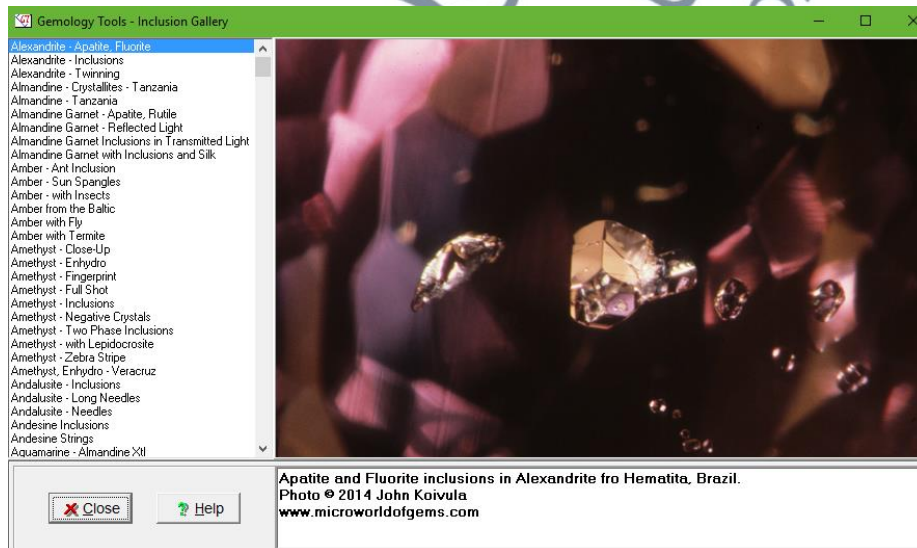 Gemology Tools - Inclusion Gallery
Alexandrite - Apatite, Fluorite
Alexandrite - Inclusions
Alexandrite - Twinning
Almandine - Crystallites - Tanzania
Almandine - Tanzania
Almandine Garnet - Apatite, Rutile
Almandine Garnet - Reflected Light
Almandine Garnet Inclusions in Transmitted Light
Almandine Garnet with Inclusions and Silk
Amber - Ant Inclusion
Amber - Sun Spangles
Amber - with Insects
Amber from the Baltic
Amber with Fly
Amber with Termite
Amethyst - Close-Up
Amethyst - Enhydro
Amethyst - Fingerprint
Amethyst - Full Shot
Amethyst - Inclusions
Amethyst - Negative Crystals
Amethyst - Two Phase Inclusions
Amethyst - with Lepidocrosite
Amethyst - Zebra Stripe
Amethyst, Enhydro - Veracruz
Andalusite - Inclusions
Andalusite - Long Needles
Andalusite - Needles
Andesine Inclusions
Andesine Strings
Aquamarine - Almandine Xtl
Close
Help
Apatite and Fluorite inclusions in Alexandrite fro Hematita, Brazil.
Photo © 2014 John Koivula
www.microworldofgems.com